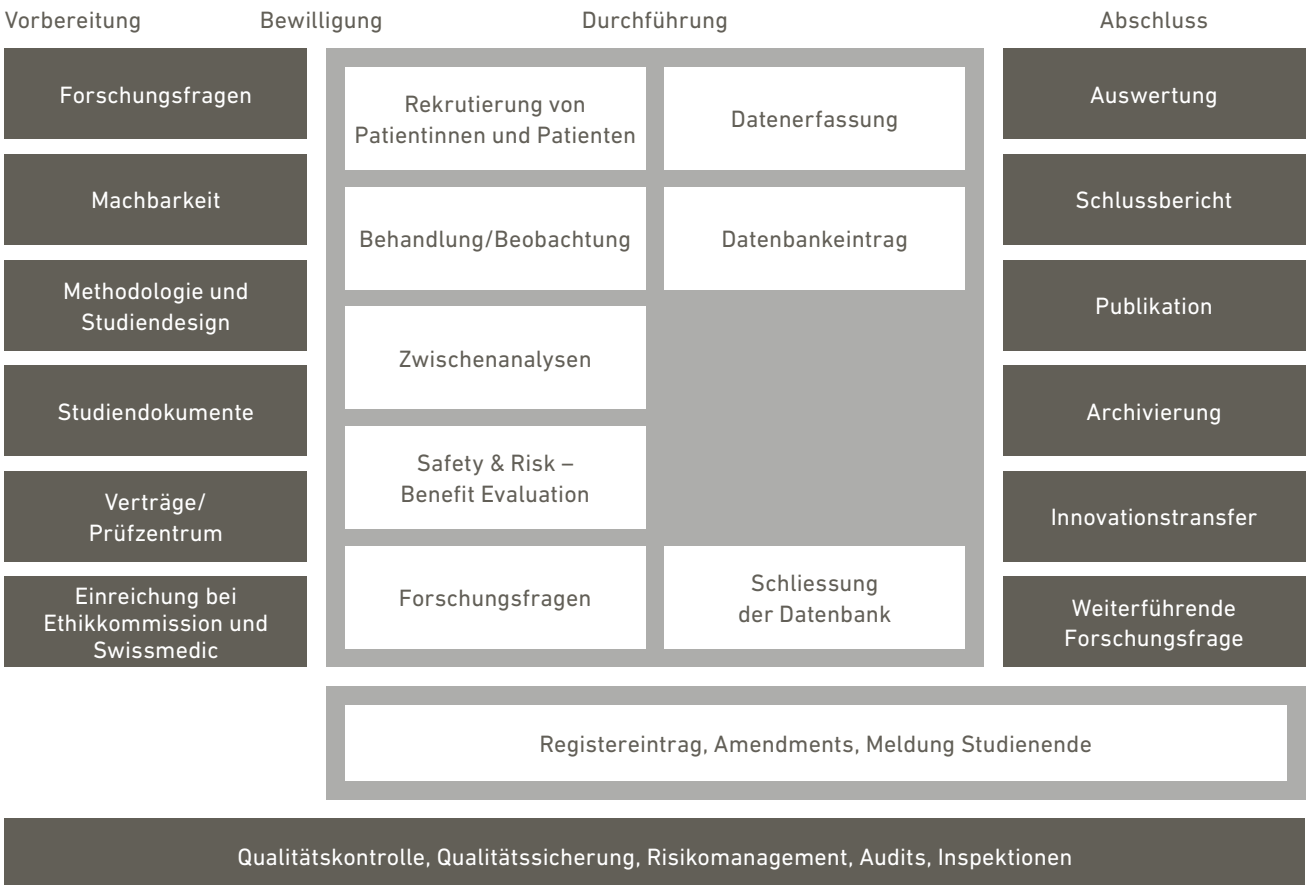 Vorbereitung
Bewilligung
Durchführung
Abschluss
Forschungsfragen
Machbarkeit
Methodologie und
Studiendesign
Studiendokumente
Verträge/
Prüfzentrum
Einreichung bei
Ethikkommission und
Swissmedic
Rekrutierung von
Patientinnen und Patienten
Behandlung/Beobachtung
Zwischenanalysen
Safety & Risk –
Benefit Evaluation
Forschungsfragen
Datenerfassung
Datenbankeintrag
Schliessung
der Datenbank
Auswertung
Schlussbericht
Publikation
Archivierung
Innovationstransfer
Weiterführende
Forschungsfrage
Registereintrag, Amendments, Meldung Studienende
Qualitätskontrolle, Qualitätssicherung, Risikomanagement, Audits, Inspektionen